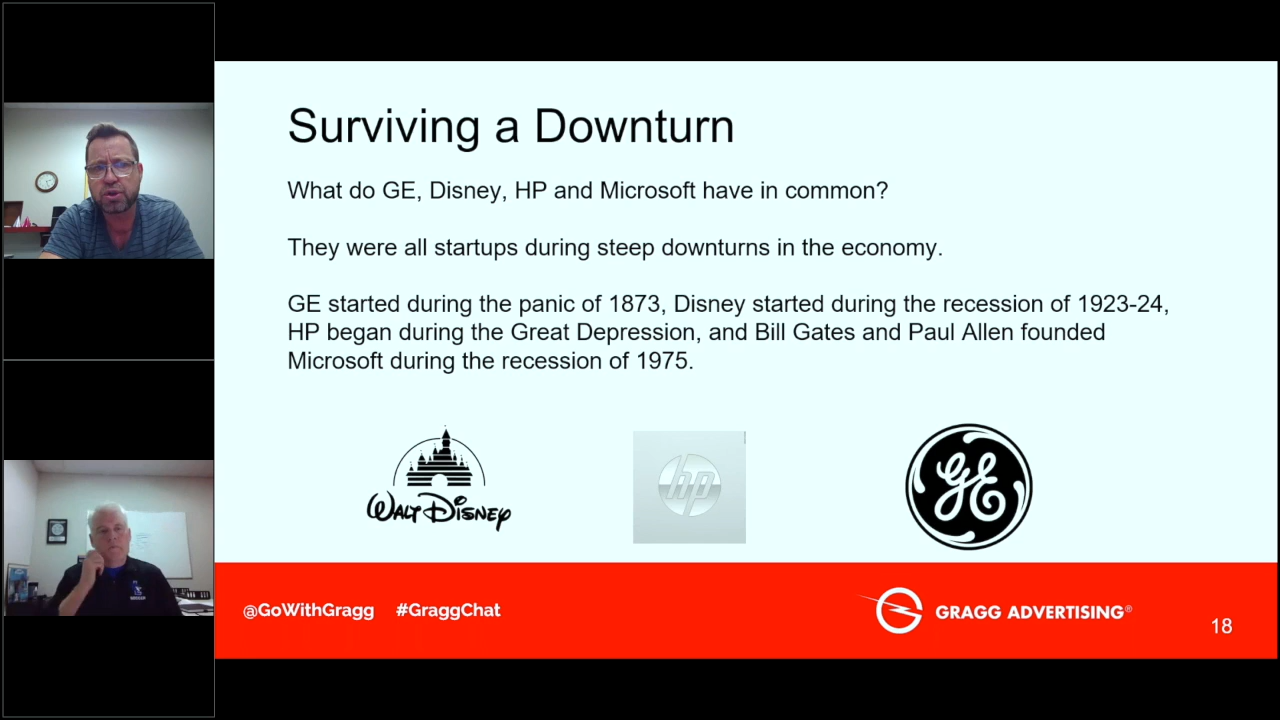 Surviving a Downturn
What do GE, Disney, HP and Microsoft have in common?
They were all startups during steep downturns in the economy.
GE started during the panic of 1873, Disney started during the recession of 1923-24,
HP began during the Great Depression, and Bill Gates and Paul Allen founded
Microsoft during the recession of 1975.
WALT DISNEY
hp
GE
@GoWithGragg #GraggChat
GRAGG ADVERTISING®
18